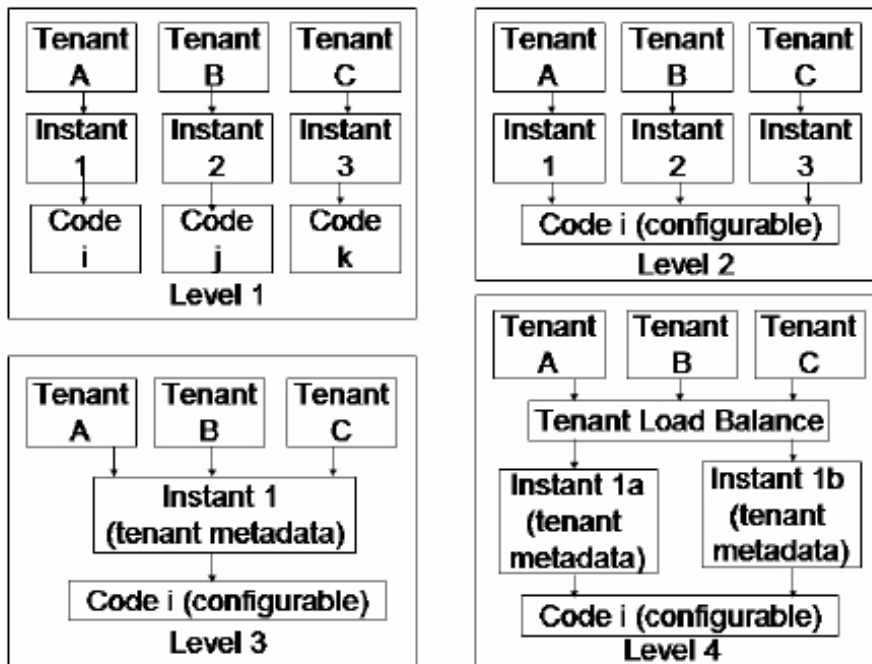 Tenant A
Tenant B
Tenant C
Instant 1
Instant 2
Instant 3
Code i
Code j
Code k
Level 1
Tenant A
Tenant B
Tenant C
Instant 1
Instant 2
Instant 3
Code i (configurable)
Level 2
Tenant A
Tenant B
Tenant C
Instant 1
(tenant metadata)
Code i (configurable)
Level 3
Tenant A
Tenant B
Tenant C
Tenant Load Balance
Instant 1a
(tenant
metadata)
Instant 1b
(tenant
metadata)
Code i (configurable)
Level 4